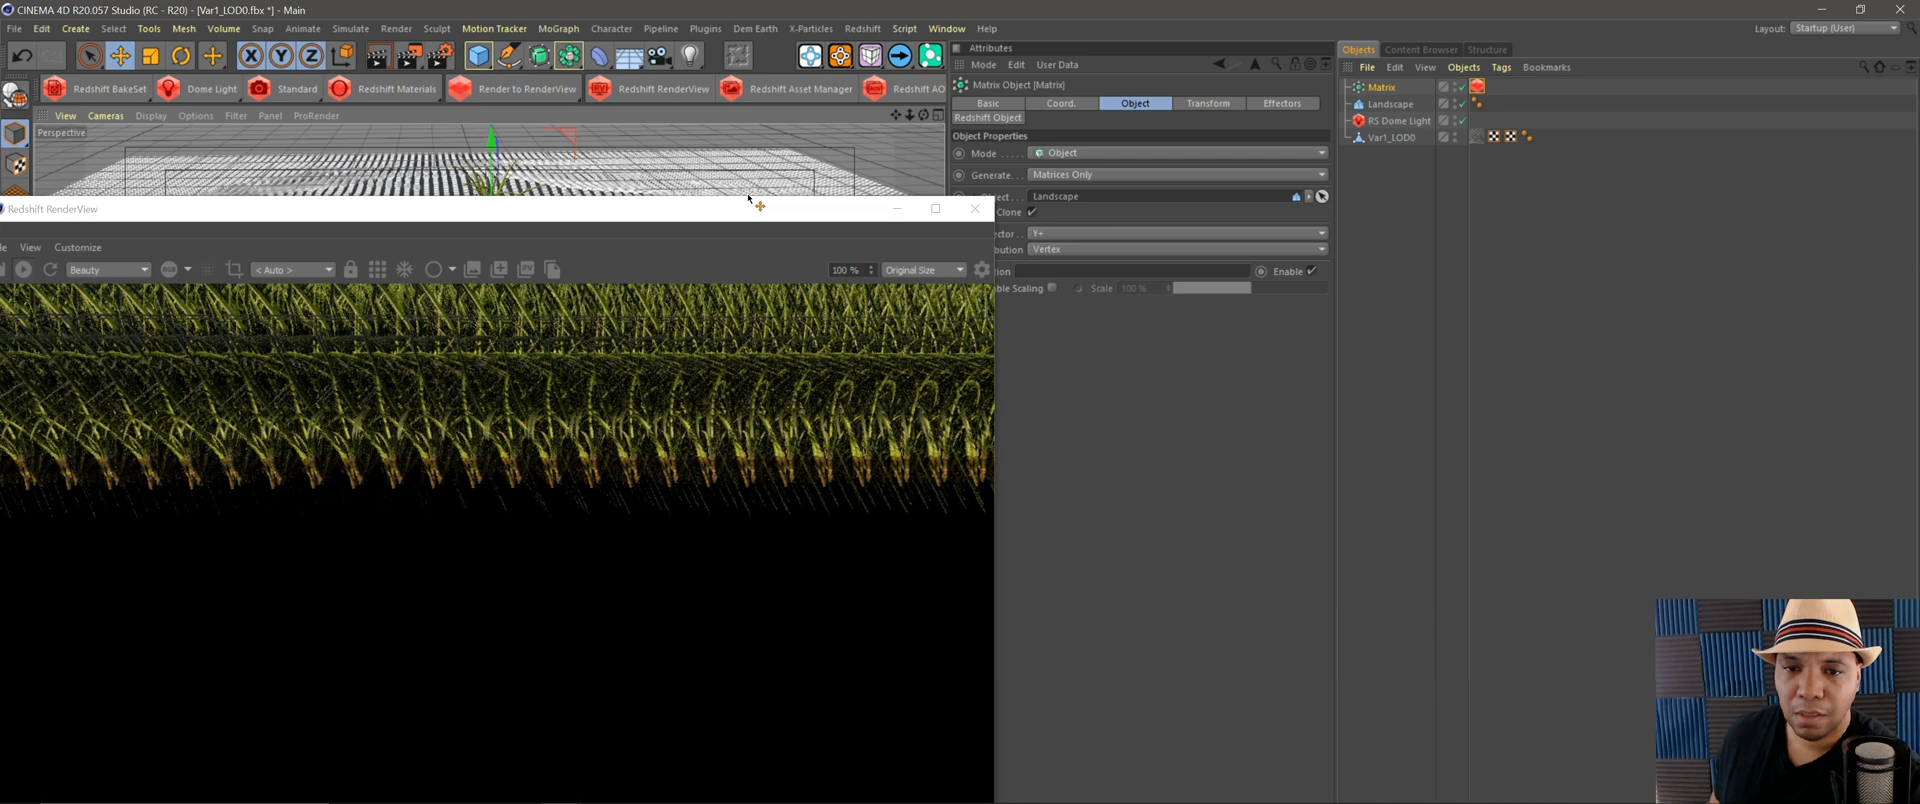 CINEMA 4D R20.057 Studio (RC - R20) - [Var1_LOD0.fbx *] - Main
File Edit Create Select Tools Mesh Volume Snap Animate Simulate Render Sculpt Motion Tracker MoGraph Character Pipeline Plugins Dem Earth X-Particles Redshift Script Window Help
Layout: Startup (User)
Redshift BakeSet Dome Light Standard Redshift Materials Render to RenderView Redshift RenderView Redshift Asset Manager Redshift AO
View Cameras Display Options Filter Panel ProRender
Perspective
Redshift RenderView
View Customize
Beauty < Auto > 100 % Original Size
Attributes
Mode Edit User Data
Matrix Object [Matrix]
Basic Coord. Object Transform Effectors
Redshift Object
Object Properties
Mode . . . . . Object
Generate . . . Matrices Only
ect . . . Landscape
Clone
ector . . Y+
bution Vertex
ion Enable
ble Scaling Scale 100 %
Objects Content Browser Structure
File Edit View Objects Tags Bookmarks
Matrix
Landscape
RS Dome Light
Var1_LOD0